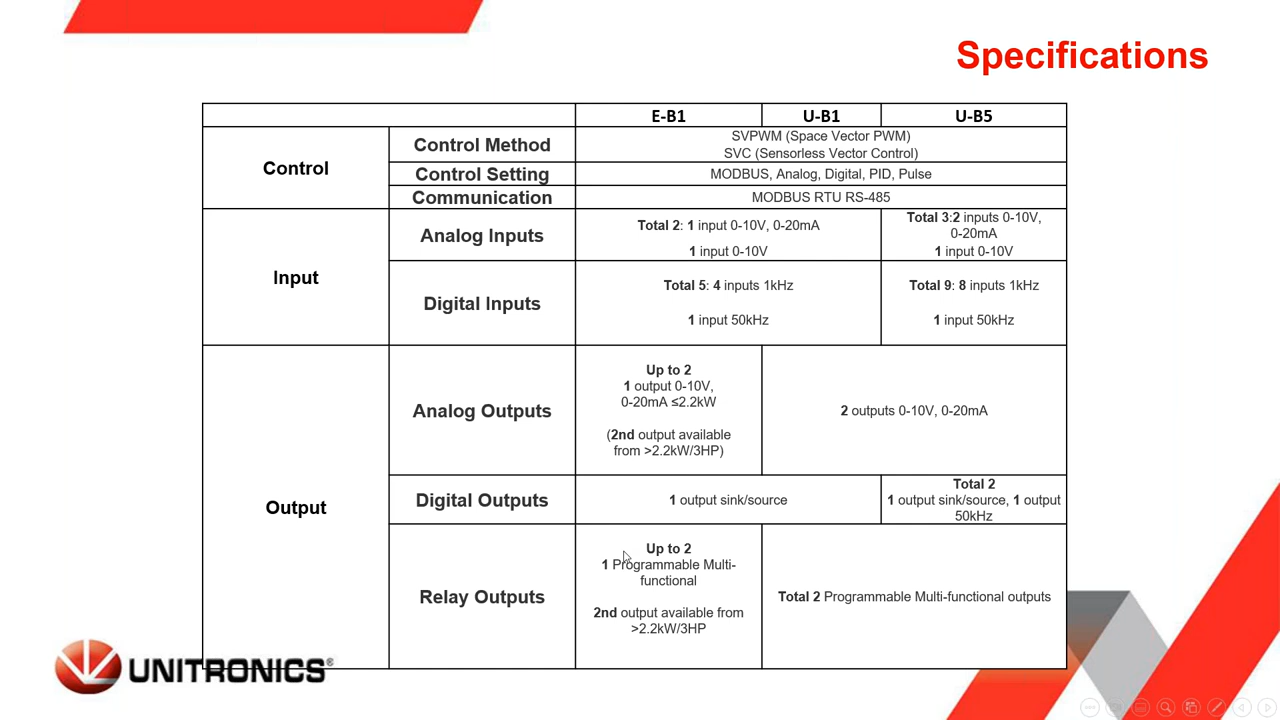 Specifications
E-B1
U-B1
U-B5
Control
Control Method
SVPWM (Space Vector PWM)
SVC (Sensorless Vector Control)
Control Setting
MODBUS, Analog, Digital, PID, Pulse
Communication
MODBUS RTU RS-485
Input
Analog Inputs
Total 2: 1 input 0-10V, 0-20mA
1 input 0-10V
Total 3:2 inputs 0-10V,
0-20mA
1 input 0-10V
Digital Inputs
Total 5: 4 inputs 1kHz
1 input 50kHz
Total 9: 8 inputs 1kHz
1 input 50kHz
Output
Analog Outputs
Up to 2
1 output 0-10V,
0-20mA ≤2.2kW
(2nd output available
from >2.2kW/3HP)
2 outputs 0-10V, 0-20mA
Digital Outputs
1 output sink/source
Total 2
1 output sink/source, 1 output
50kHz
Relay Outputs
Up to 2
1 Programmable Multi-
functional
2nd output available from
>2.2kW/3HP
Total 2 Programmable Multi-functional outputs
UNITRONICS®